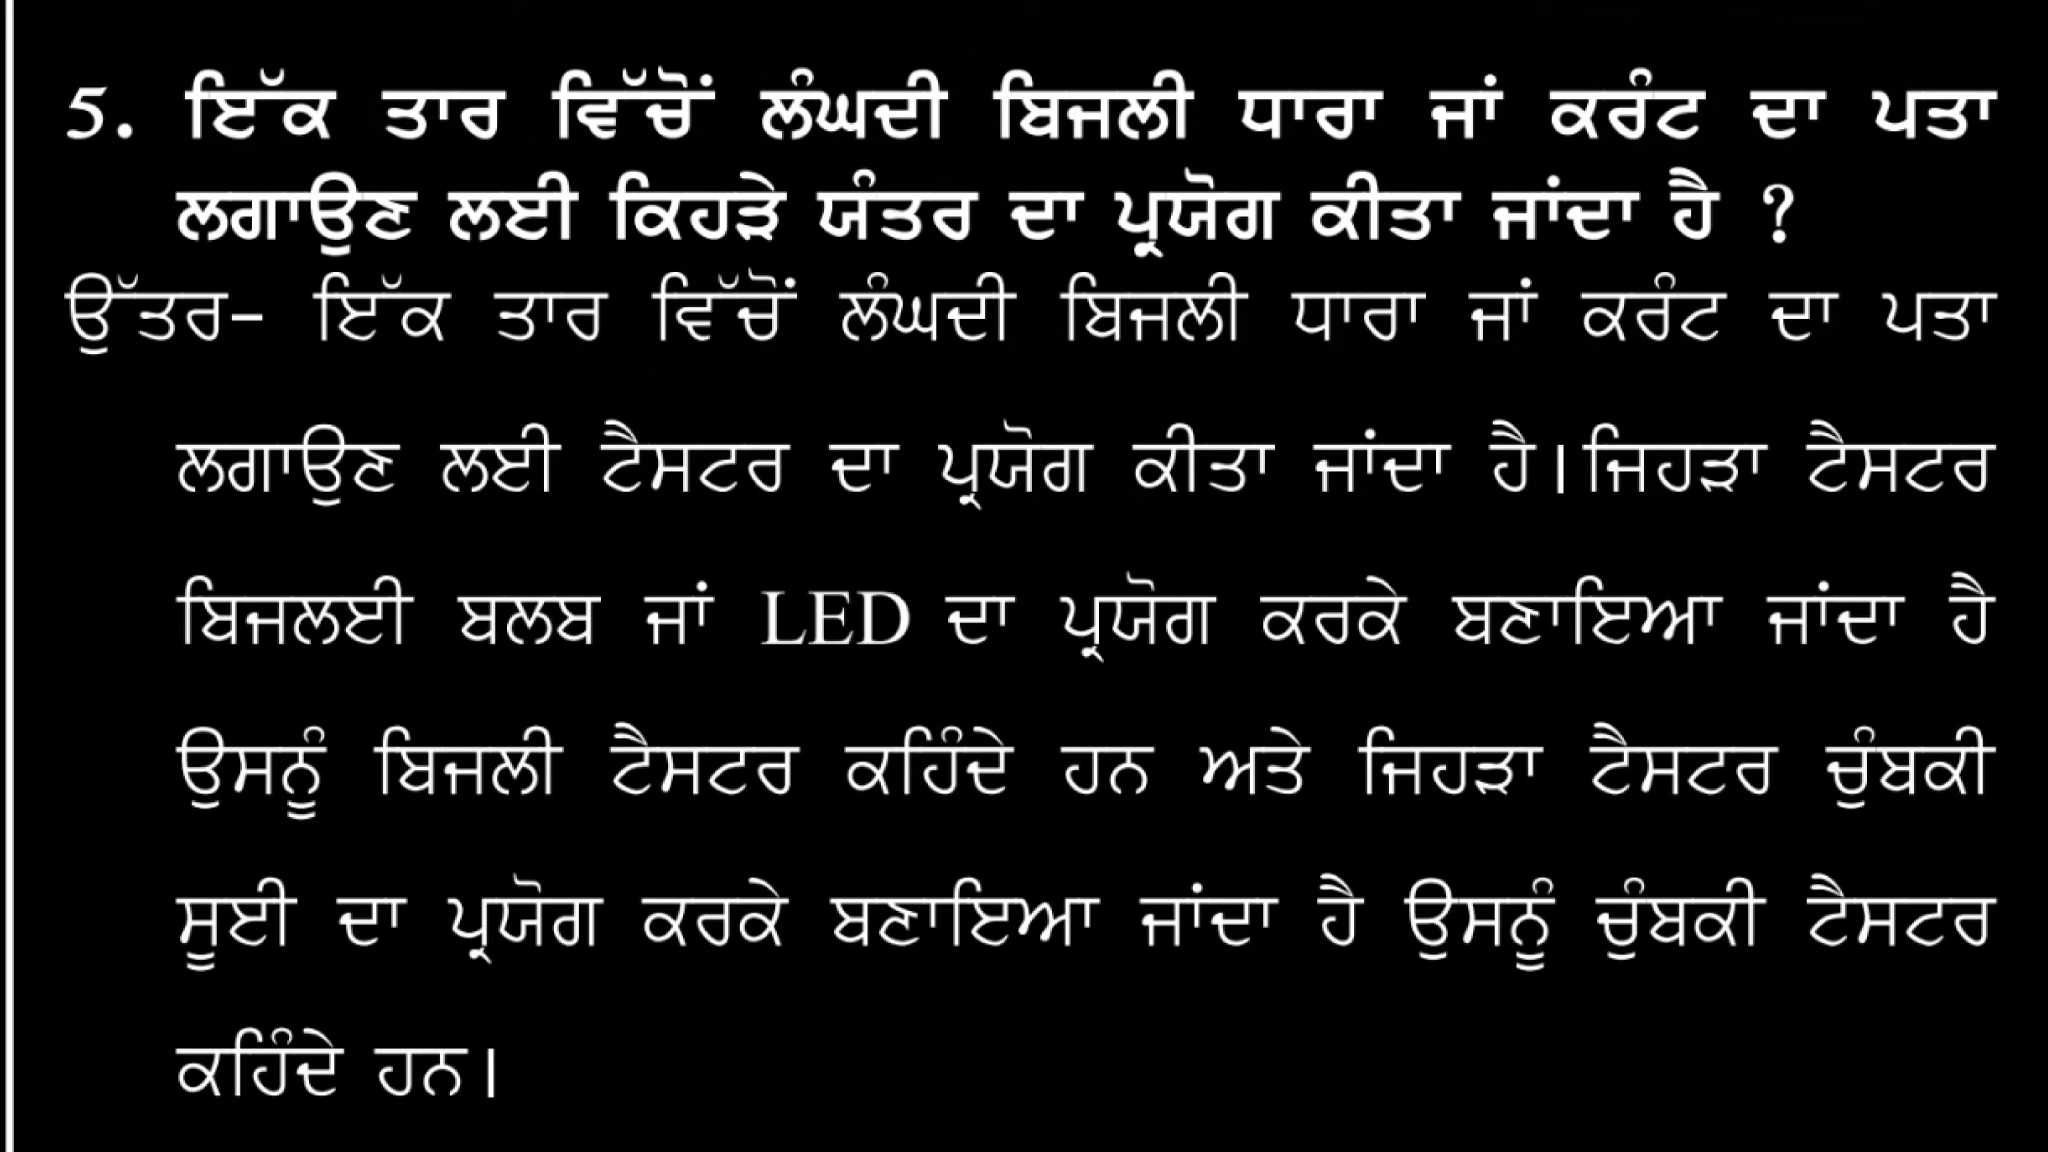 5. ਇੱਕ ਤਾਰ ਵਿੱਚੋਂ ਲੰਘਦੀ ਬਿਜਲੀ ਧਾਰਾ ਜਾਂ ਕਰੰਟ ਦਾ ਪਤਾ
ਲਗਾਉਣ ਲਈ ਕਿਹੜੇ ਯੰਤਰ ਦਾ ਪ੍ਰਯੋਗ ਕੀਤਾ ਜਾਂਦਾ ਹੈ ?
ਉੱਤਰ– ਇੱਕ ਤਾਰ ਵਿੱਚੋਂ ਲੰਘਦੀ ਬਿਜਲੀ ਧਾਰਾ ਜਾਂ ਕਰੰਟ ਦਾ ਪਤਾ
ਲਗਾਉਣ ਲਈ ਟੈਸਟਰ ਦਾ ਪ੍ਰਯੋਗ ਕੀਤਾ ਜਾਂਦਾ ਹੈ।ਜਿਹੜਾ ਟੈਸਟਰ
ਬਿਜਲਈ ਬਲਬ ਜਾਂ LED ਦਾ ਪ੍ਰਯੋਗ ਕਰਕੇ ਬਣਾਇਆ ਜਾਂਦਾ ਹੈ
ਉਸਨੂੰ ਬਿਜਲੀ ਟੈਸਟਰ ਕਹਿੰਦੇ ਹਨ ਅਤੇ ਜਿਹੜਾ ਟੈਸਟਰ ਚੁੰਬਕੀ
ਸੂਈ ਦਾ ਪ੍ਰਯੋਗ ਕਰਕੇ ਬਣਾਇਆ ਜਾਂਦਾ ਹੈ ਉਸਨੂੰ ਚੁੰਬਕੀ ਟੈਸਟਰ
ਕਹਿੰਦੇ ਹਨ।